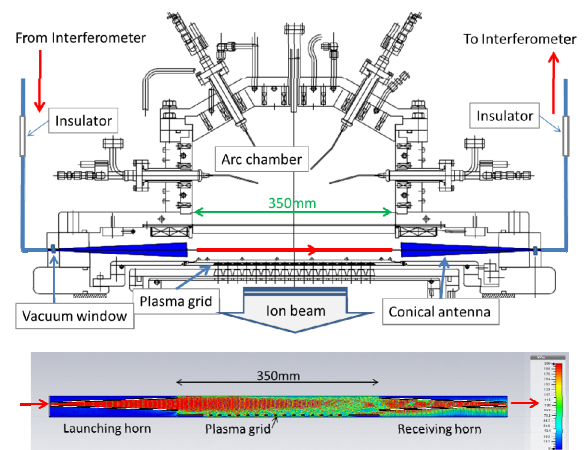 From Interferometer
To Interferometer
Insulator
Insulator
Arc chamber
350mm
Vacuum window
Plasma grid
Ion beam
Conical antenna
350mm
Launching horn
Plasma grid
Receiving horn